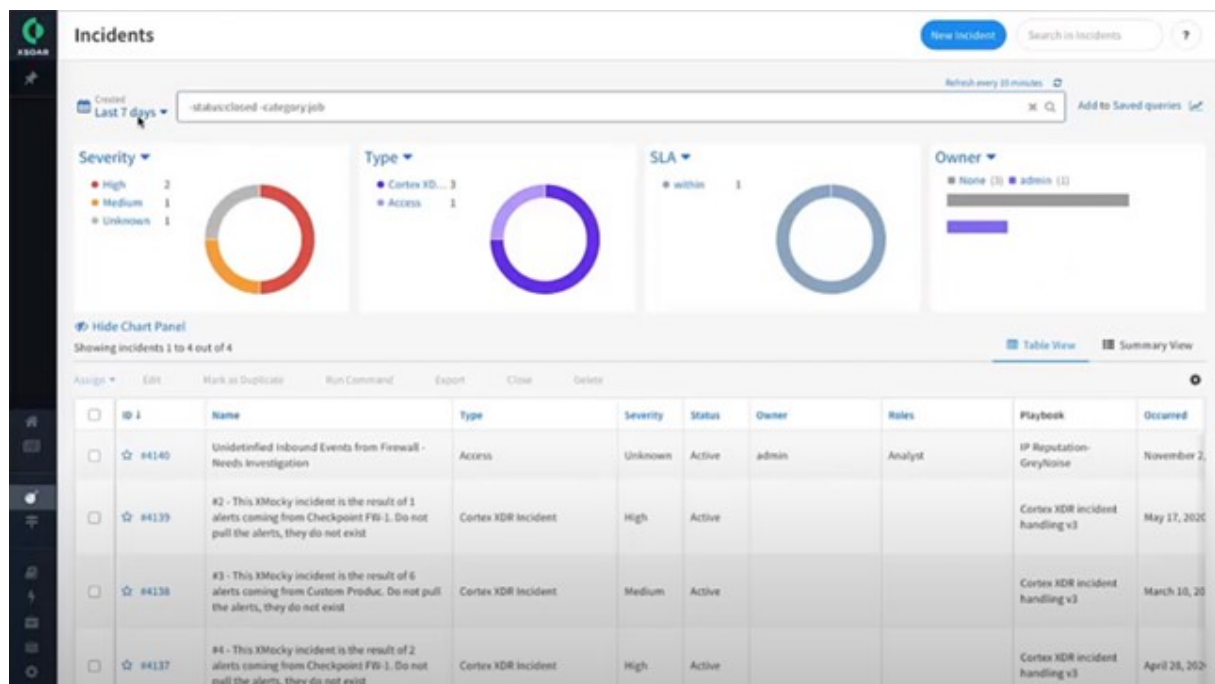 XSOAR
Incidents
New Incident
Search in Incidents
?
Refresh every 10 minutes
Created
Last 7 days
-status:closed -category:job
Add to Saved queries
Severity
High 2
Medium 1
Unknown 1
Type
Cortex XD... 3
Access 1
SLA
within 1
Owner
None (3) admin (1)
Hide Chart Panel
Showing incidents 1 to 4 out of 4
Table View
Summary View
Assign Edit Mark as Duplicate Run Command Export Close Delete
ID Name Type Severity Status Owner Roles Playbook Occurred
#4140
Unidetinfied Inbound Events from Firewall -
Needs Investigation
Access Unknown Active admin Analyst
IP Reputation-
GreyNoise
November 2,
#4139
#2 - This XMocky incident is the result of 1
alerts coming from Checkpoint FW-1. Do not
pull the alerts, they do not exist
Cortex XDR Incident High Active
Cortex XDR incident
handling v3
May 17, 2020
#4138
#3 - This XMocky incident is the result of 6
alerts coming from Custom Produc. Do not pull
the alerts, they do not exist
Cortex XDR Incident Medium Active
Cortex XDR incident
handling v3
March 10, 20
#4137
#4 - This XMocky incident is the result of 2
alerts coming from Checkpoint FW-1. Do not
pull the alerts, they do not exist
Cortex XDR Incident High Active
Cortex XDR incident
handling v3
April 28, 202